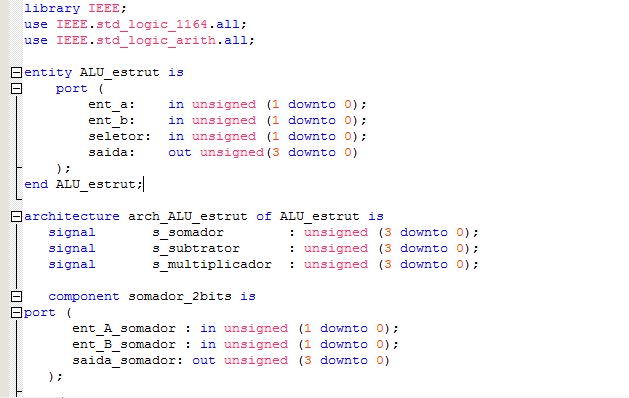 library IEEE;
use IEEE.std_logic_1164.all;
use IEEE.std_logic_arith.all;
entity ALU_estrut is
port (
ent_a: in unsigned (1 downto 0);
ent_b: in unsigned (1 downto 0);
seletor: in unsigned (1 downto 0);
saida: out unsigned(3 downto 0)
);
end ALU_estrut;
architecture arch_ALU_estrut of ALU_estrut is
signal s_somador : unsigned (3 downto 0);
signal s_subtrator : unsigned (3 downto 0);
signal s_multiplicador : unsigned (3 downto 0);
component somador_2bits is
port (
ent_A_somador : in unsigned (1 downto 0);
ent_B_somador : in unsigned (1 downto 0);
saida_somador: out unsigned (3 downto 0)
);